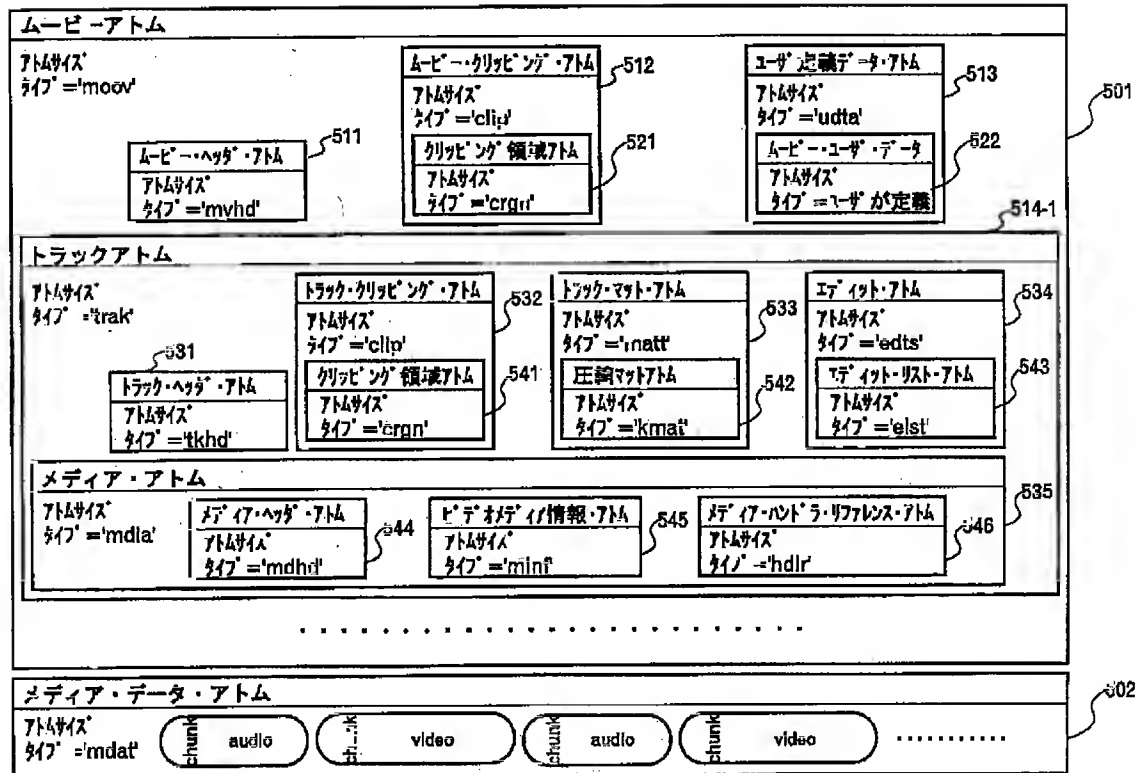 ムービーアトム
アトムサイズ
タイプ='moov'
ムービー・ヘッダ・アトム
アトムサイズ
タイプ='mvhd'
511
ムービー・クリッピング・アトム
アトムサイズ
タイプ='clip'
クリッピング領域アトム
アトムサイズ
タイプ='crgn'
512
521
ユーザ定義データ・アトム
アトムサイズ
タイプ='udta'
ムービー・ユーザ・データ
アトムサイズ
タイプ=ユーザが定義
513
522
501
514-1
トラックアトム
アトムサイズ
タイプ='trak'
531
トラック・ヘッダ・アトム
アトムサイズ
タイプ='tkhd'
トラック・クリッピング・アトム
アトムサイズ
タイプ='clip'
クリッピング領域アトム
アトムサイズ
タイプ='crgn'
532
541
トラック・マット・アトム
アトムサイズ
タイプ='matt'
圧縮マットアトム
アトムサイズ
タイプ='kmat'
533
542
エディット・アトム
アトムサイズ
タイプ='edts'
エディット・リスト・アトム
アトムサイズ
タイプ='elst'
534
543
メディア・アトム
アトムサイズ
タイプ='mdia'
メディア・ヘッダ・アトム
アトムサイズ
タイプ='mdhd'
544
ビデオメディア情報・アトム
アトムサイズ
タイプ='minf'
545
メディア・ハンドラ・リファレンス・アトム
アトムサイズ
タイプ='hdlr'
546
535
メディア・データ・アトム
アトムサイズ
タイプ='mdat'
chunk audio
chunk video
chunk audio
chunk video
502